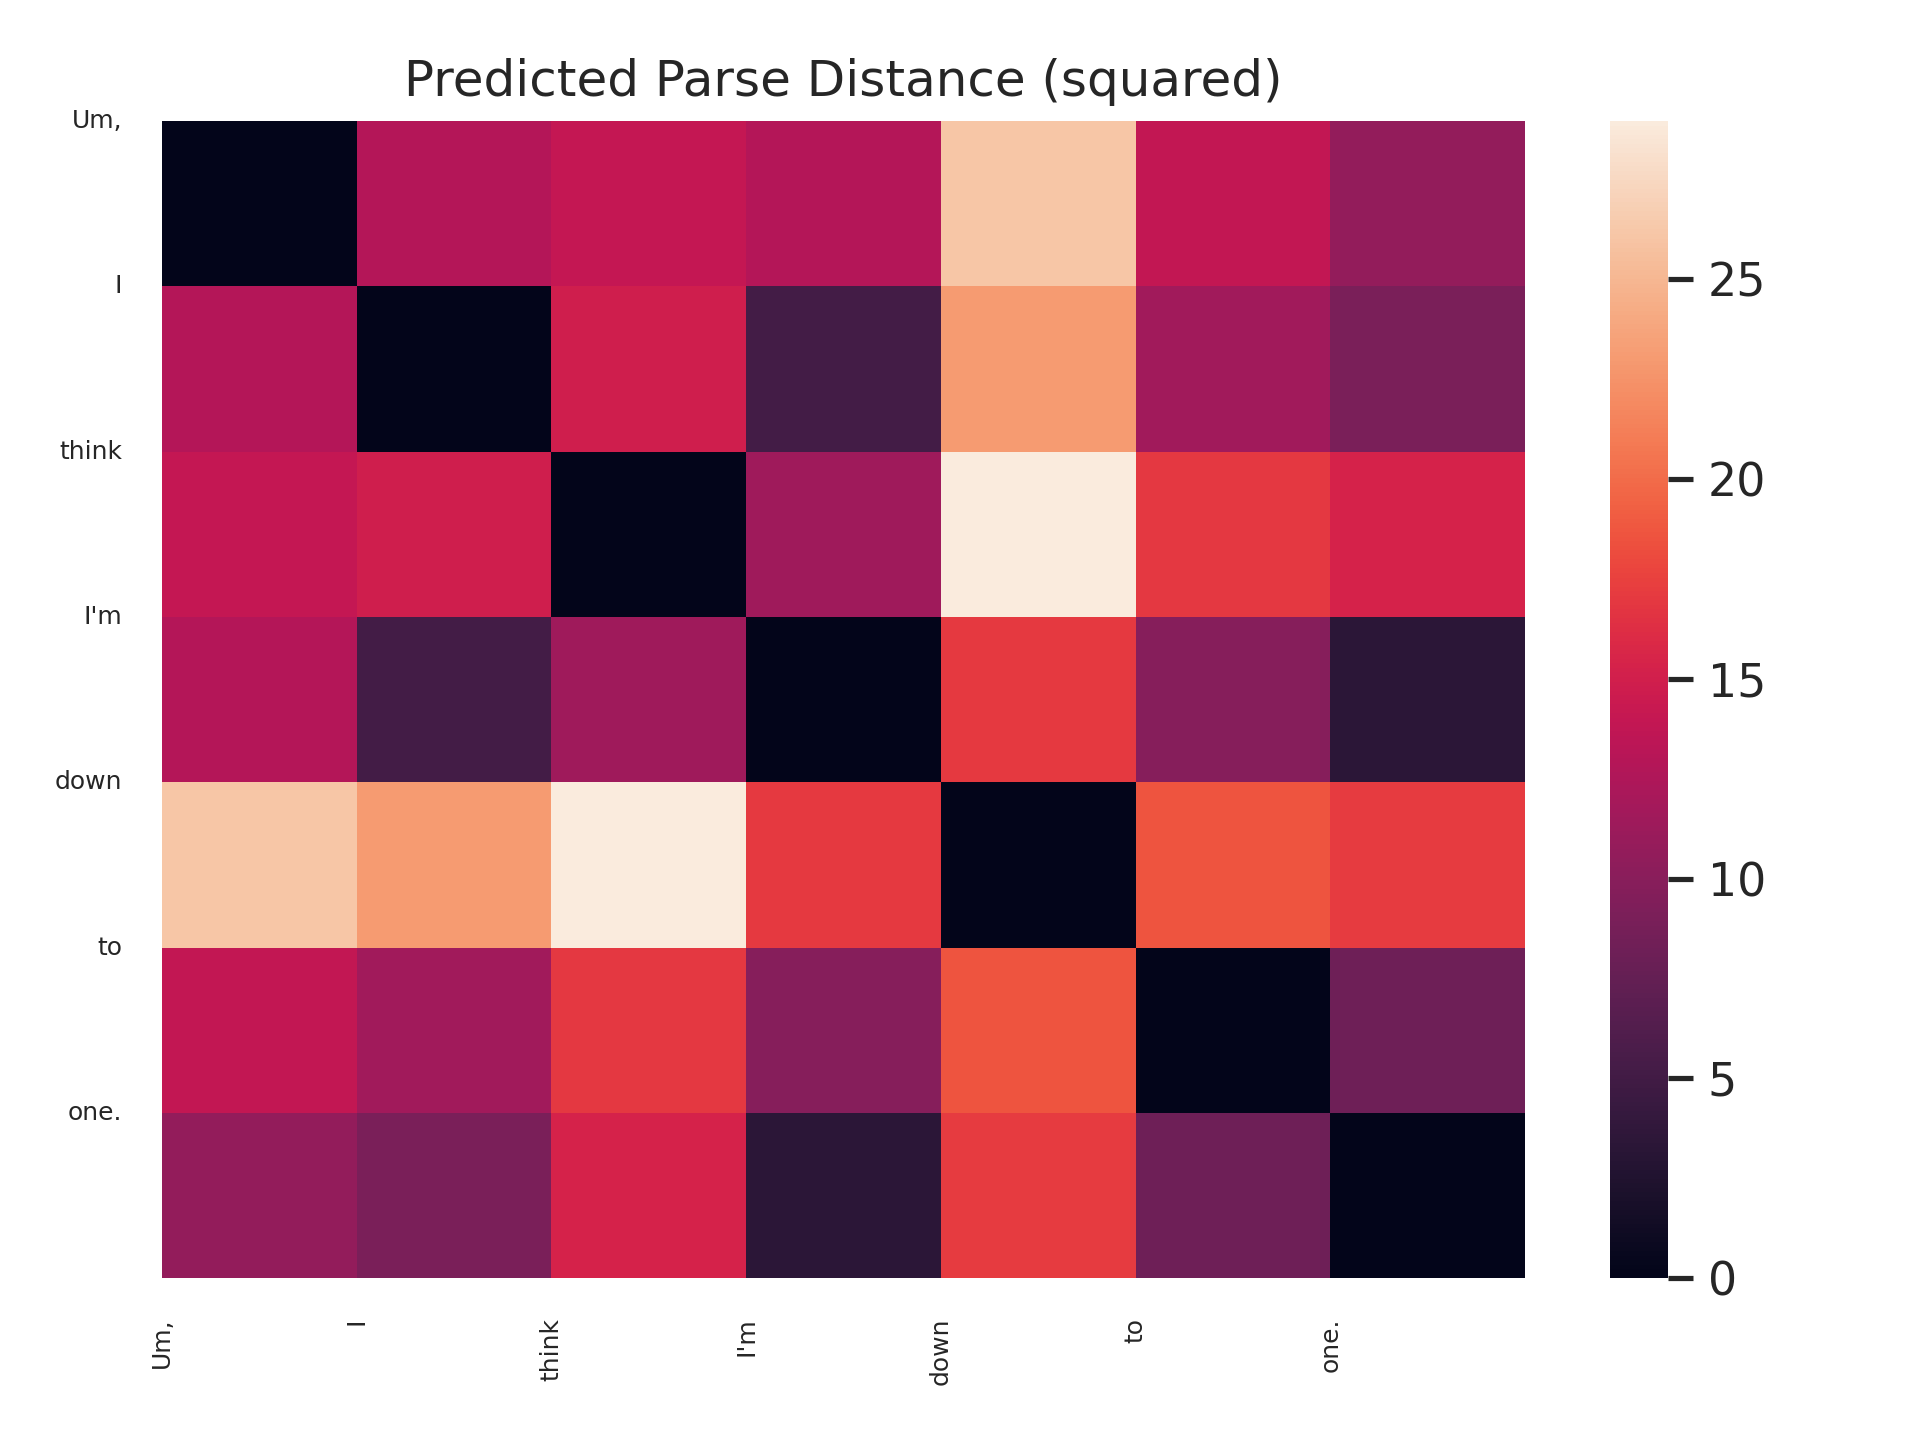 Predicted Parse Distance (squared)
Um,
I
think
I'm
down
to
one.
25
20
15
10
5
0
Um,
I
think
I'm
down
to
one.